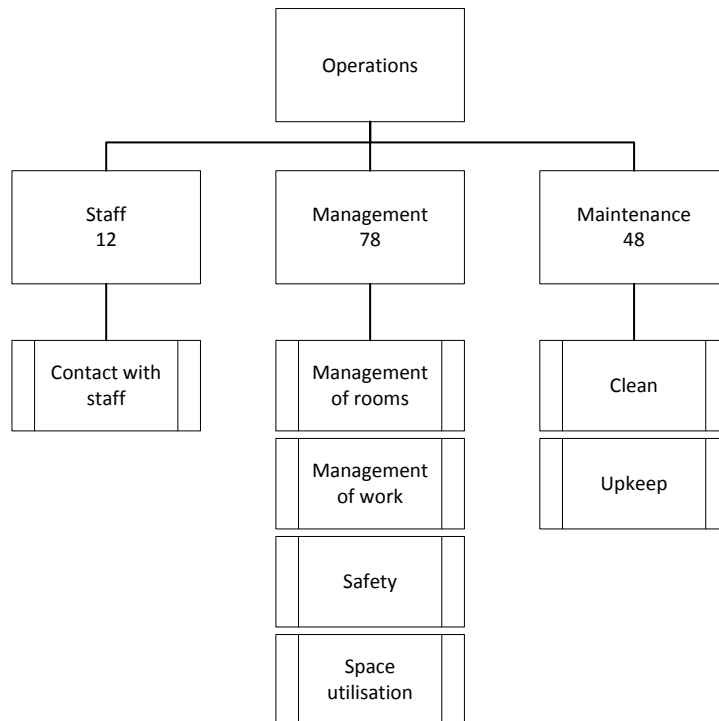 Operations
Staff
12
Management
78
Maintenance
48
Contact with
staff
Management
of rooms
Clean
Management
of work
Upkeep
Safety
Space
utilisation